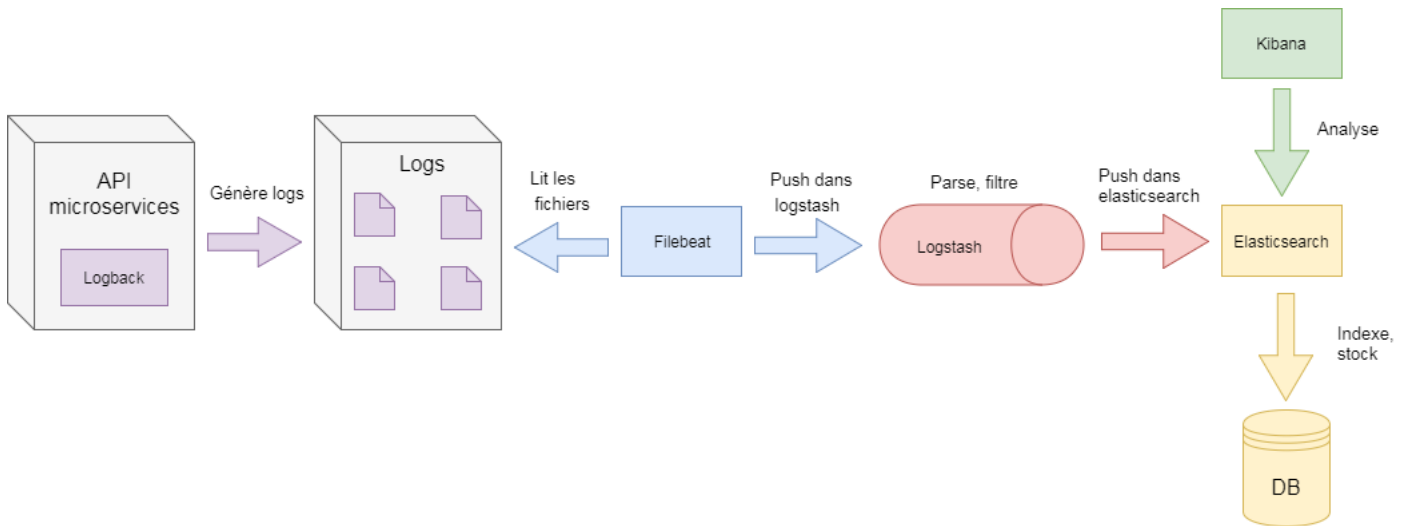 API
microservices
Logback
Génère logs
Logs
Lit les
fichiers
Filebeat
Push dans
logstash
Parse, filtre
Logstash
Push dans
elasticsearch
Kibana
Analyse
Elasticsearch
Indexe,
stock
DB